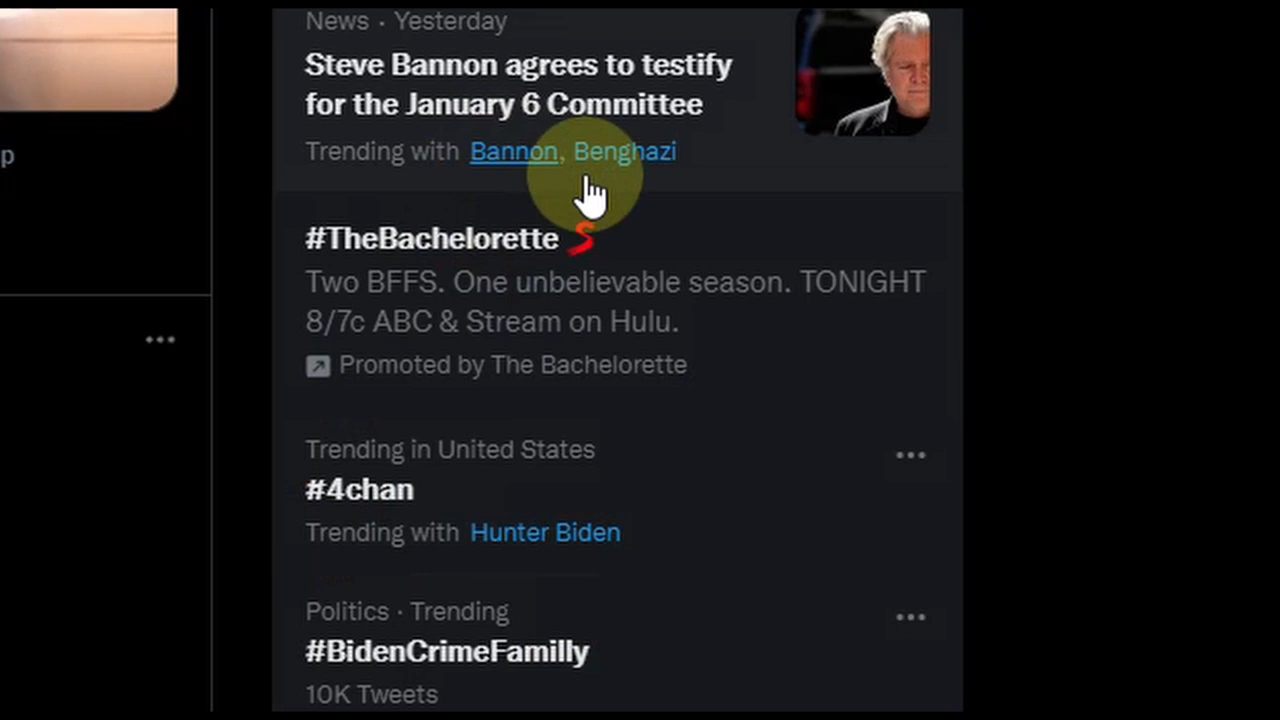 News · Yesterday
Steve Bannon agrees to testify
for the January 6 Committee
Trending with Bannon, Benghazi
p
#TheBachelorette
Two BFFS. One unbelievable season. TONIGHT
8/7c ABC & Stream on Hulu.
Promoted by The Bachelorette
Trending in United States
#4chan
Trending with Hunter Biden
Politics · Trending
#BidenCrimeFamilly
10K Tweets